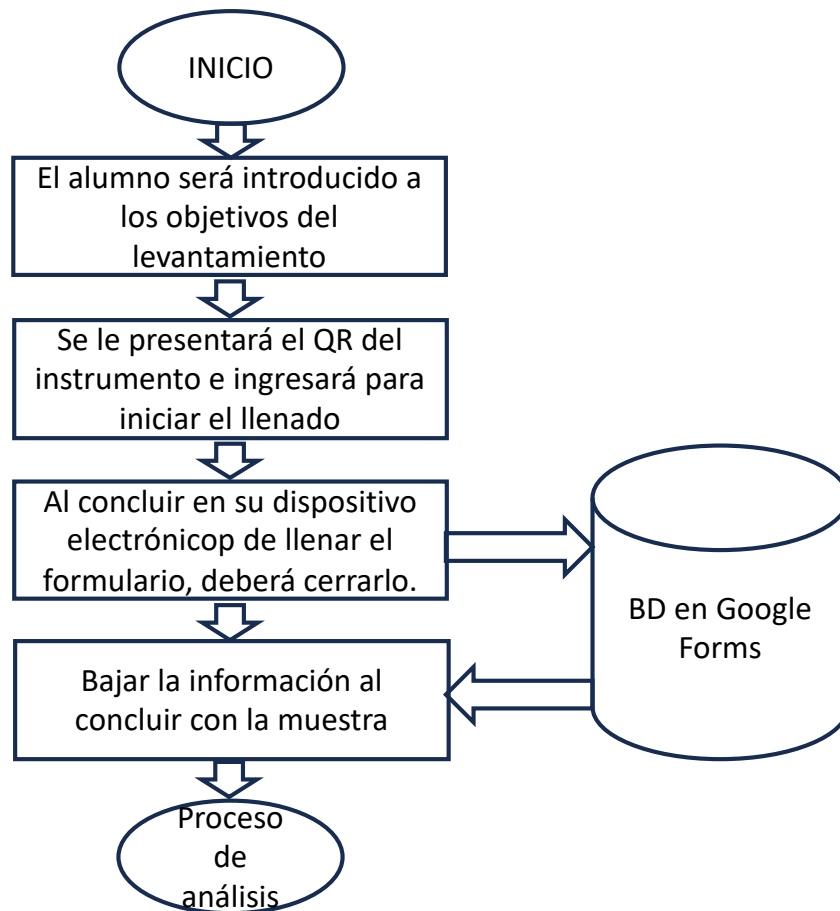 INICIO
El alumno será introducido a
los objetivos del
levantamiento
Se le presentará el QR del
instrumento e ingresará para
iniciar el llenado
Al concluir en su dispositivo
electrónicop de llenar el
formulario, deberá cerrarlo.
BD en Google
Forms
Bajar la información al
concluir con la muestra
Proceso
de
análisis